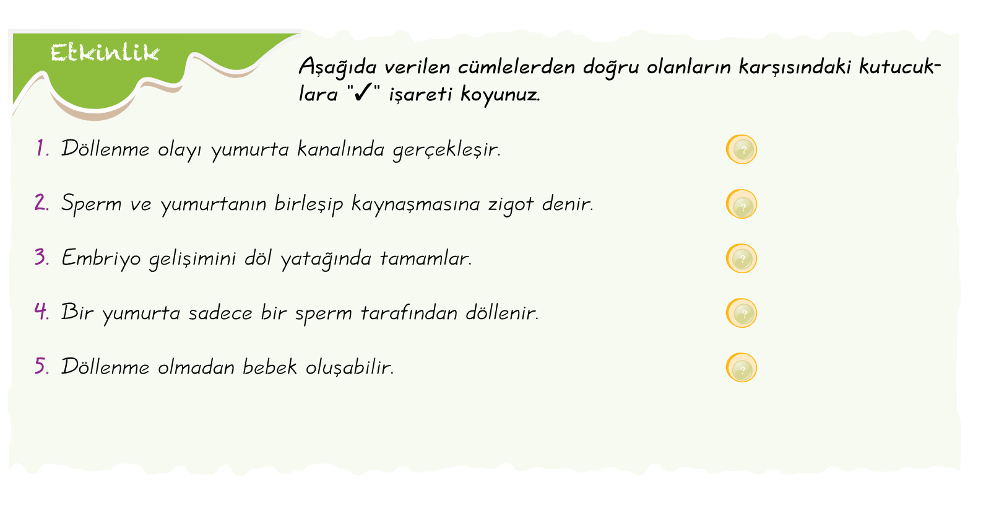 Etkinlik
Aşağıda verilen cümlelerden doğru olanların karşısındaki kutucuk-
lara "✓" işareti koyunuz.
1. Döllenme olayı yumurta kanalında gerçekleşir. ?
2. Sperm ve yumurtanın birleşip kaynaşmasına zigot denir. ?
3. Embriyo gelişimini döl yatağında tamamlar. ?
4. Bir yumurta sadece bir sperm tarafından döllenir. ?
5. Döllenme olmadan bebek oluşabilir. ?